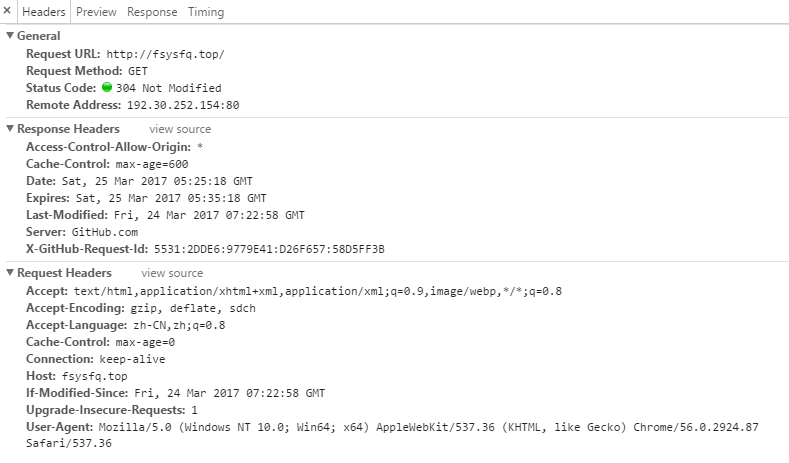 × Headers Preview Response Timing
▼ General
Request URL: http://fsysfq.top/
Request Method: GET
Status Code: 304 Not Modified
Remote Address: 192.30.252.154:80
▼ Response Headers view source
Access-Control-Allow-Origin: *
Cache-Control: max-age=600
Date: Sat, 25 Mar 2017 05:25:18 GMT
Expires: Sat, 25 Mar 2017 05:35:18 GMT
Last-Modified: Fri, 24 Mar 2017 07:22:58 GMT
Server: GitHub.com
X-GitHub-Request-Id: 5531:2DDE6:9779E41:D26F657:58D5FF3B
▼ Request Headers view source
Accept: text/html,application/xhtml+xml,application/xml;q=0.9,image/webp,*/*;q=0.8
Accept-Encoding: gzip, deflate, sdch
Accept-Language: zh-CN,zh;q=0.8
Cache-Control: max-age=0
Connection: keep-alive
Host: fsysfq.top
If-Modified-Since: Fri, 24 Mar 2017 07:22:58 GMT
Upgrade-Insecure-Requests: 1
User-Agent: Mozilla/5.0 (Windows NT 10.0; Win64; x64) AppleWebKit/537.36 (KHTML, like Gecko) Chrome/56.0.2924.87
Safari/537.36